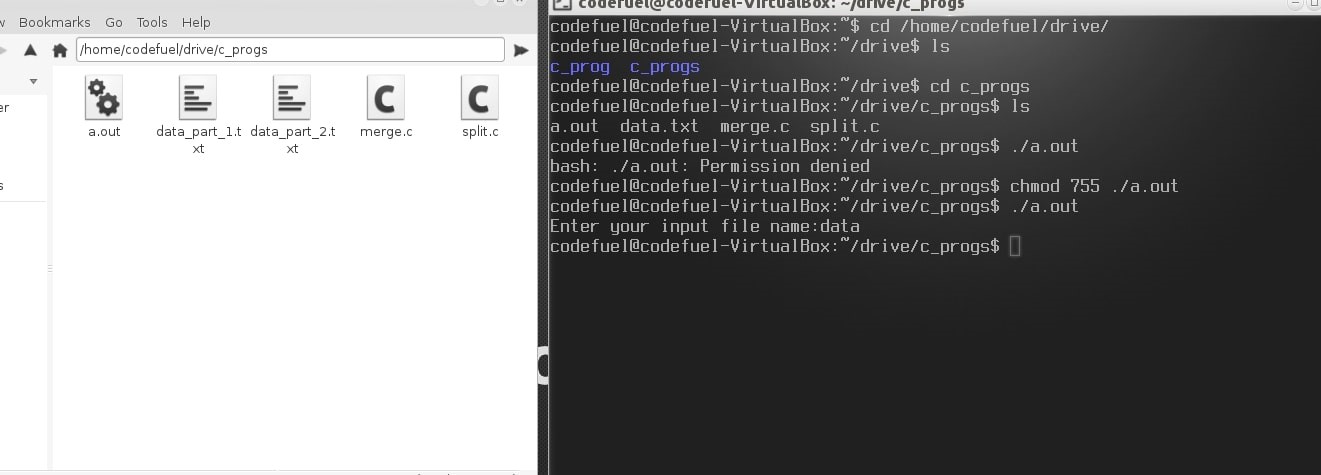 Bookmarks Go Tools Help
/home/codefuel/drive/c_progs
a.out
data_part_1.t
xt
data_part_2.t
xt
merge.c
split.c
codefuel@codefuel-VirtualBox: ~/drive/c_progs
codefuel@codefuel-VirtualBox:~$ cd /home/codefuel/drive/
codefuel@codefuel-VirtualBox:~/drive$ ls
c_prog c_progs
codefuel@codefuel-VirtualBox:~/drive$ cd c_progs
codefuel@codefuel-VirtualBox:~/drive/c_progs$ ls
a.out data.txt merge.c split.c
codefuel@codefuel-VirtualBox:~/drive/c_progs$ ./a.out
bash: ./a.out: Permission denied
codefuel@codefuel-VirtualBox:~/drive/c_progs$ chmod 755 ./a.out
codefuel@codefuel-VirtualBox:~/drive/c_progs$ ./a.out
Enter your input file name:data
codefuel@codefuel-VirtualBox:~/drive/c_progs$